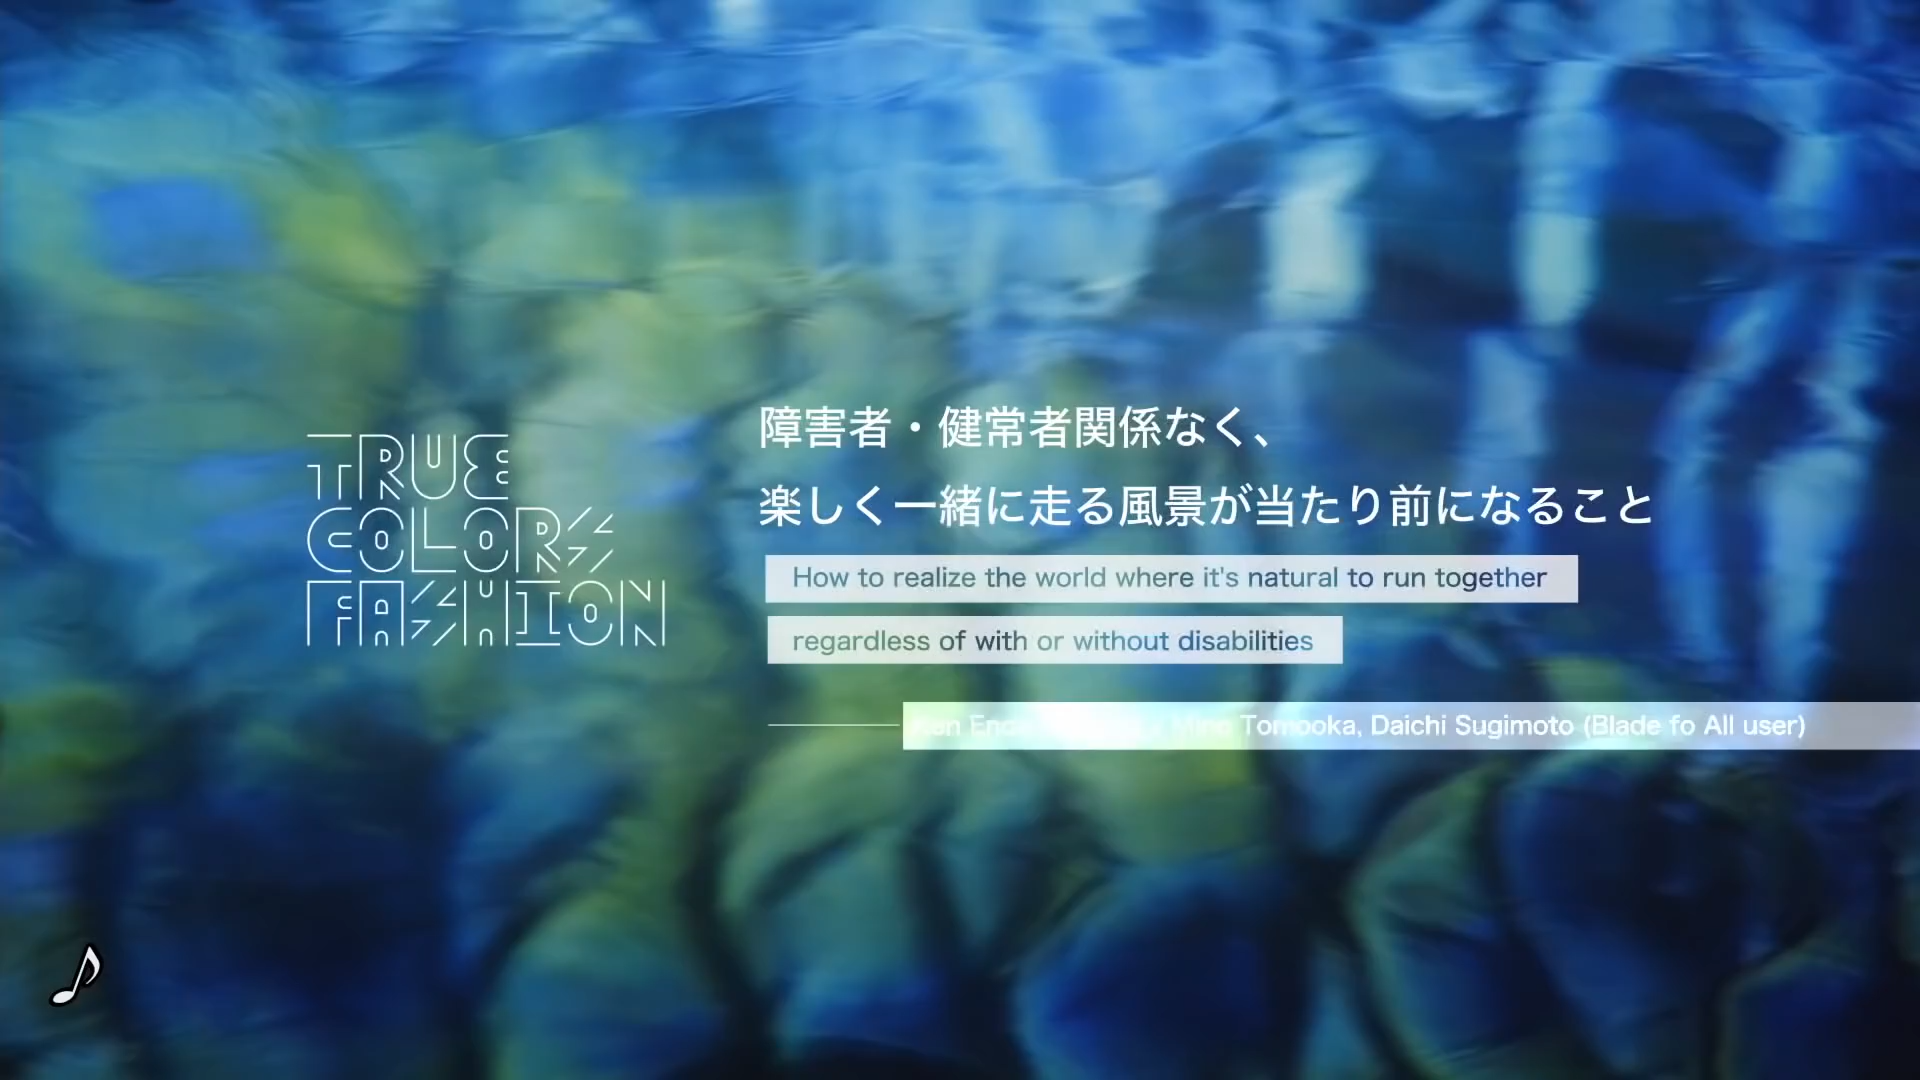 TRUE
COLORS
FASHION
障害者・健常者関係なく、
楽しく一緒に走る風景が当たり前になること
How to realize the world where it's natural to run together
regardless of with or without disabilities
Tomooka, Daichi Sugimoto (Blade fo All user)